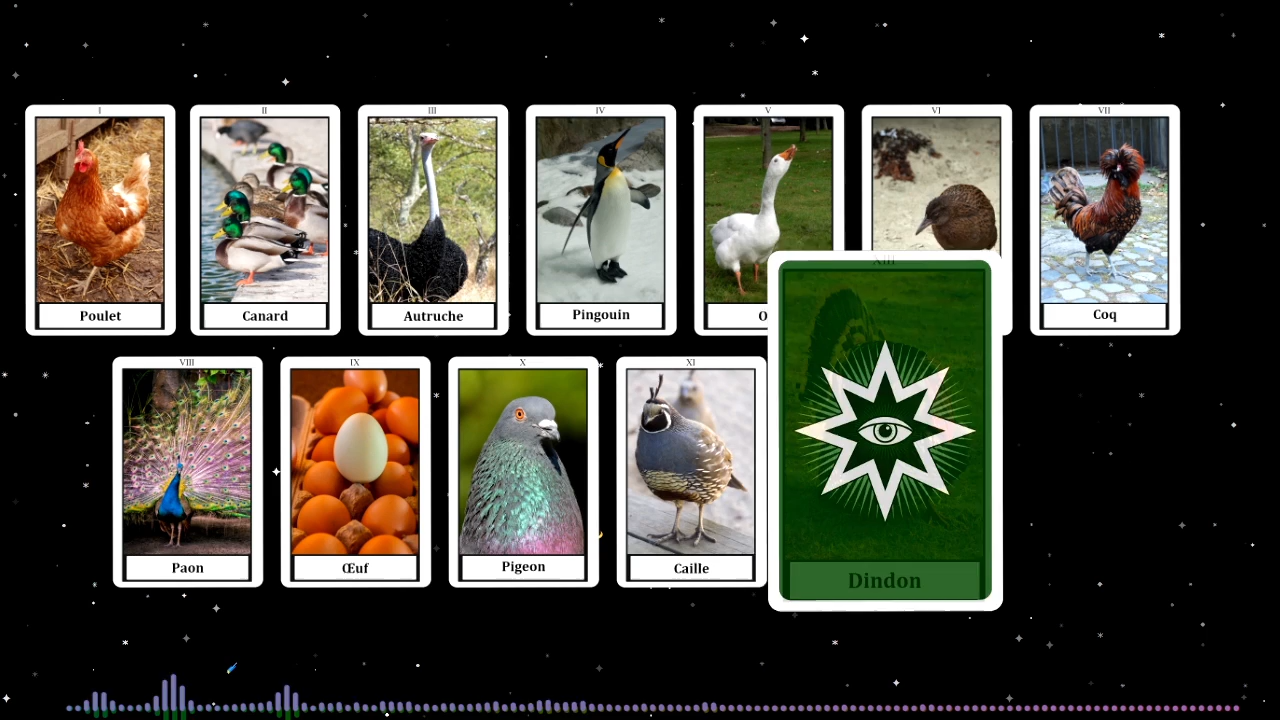 I
II
III
IV
V
VI
VII
Poulet
Canard
Autruche
Pingouin
O
Coq
VIII
IX
X
XI
XIII
Paon
Œuf
Pigeon
Caille
Dindon